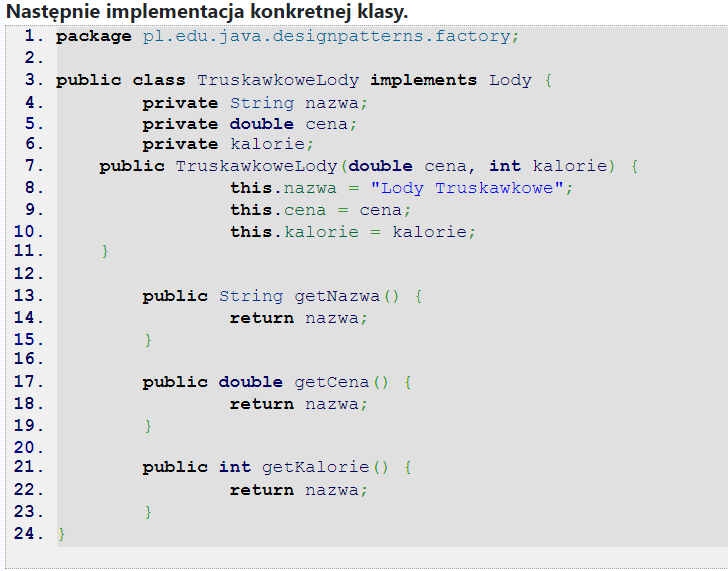 Następnie implementacja konkretnej klasy.
1. package pl.edu.java.designpatterns.factory;
2.
3. public class TruskawkoweLody implements Lody {
4.         private String nazwa;
5.         private double cena;
6.         private kalorie;
7.     public TruskawkoweLody(double cena, int kalorie) {
8.                 this.nazwa = "Lody Truskawkowe";
9.                 this.cena = cena;
10.                 this.kalorie = kalorie;
11.     }
12.
13.         public String getNazwa() {
14.                 return nazwa;
15.         }
16.
17.         public double getCena() {
18.                 return nazwa;
19.         }
20.
21.         public int getKalorie() {
22.                 return nazwa;
23.         }
24. }